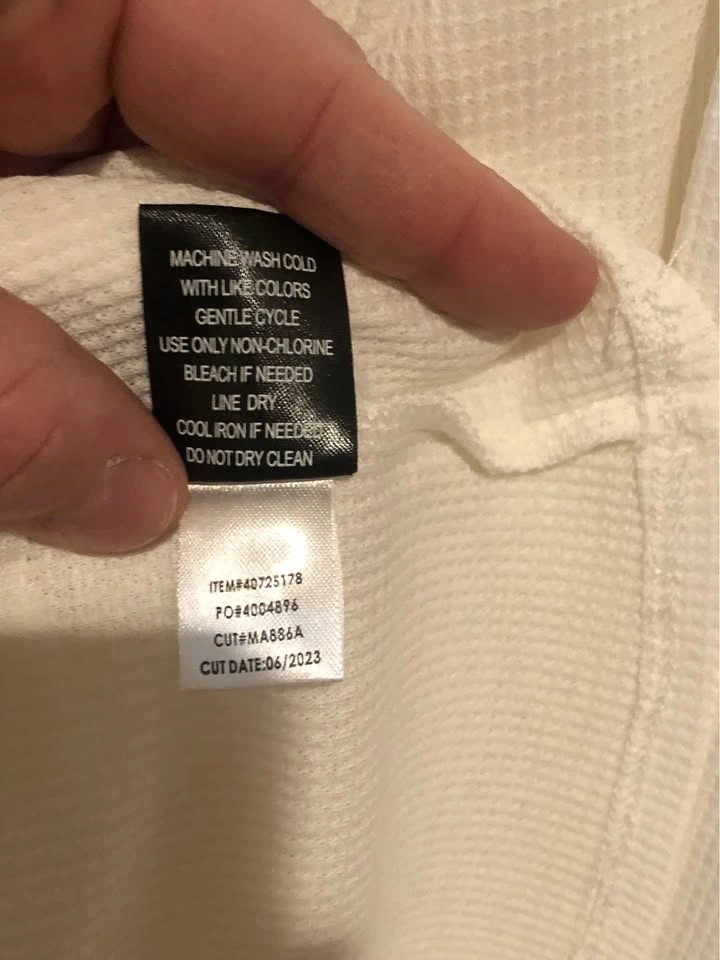 MACHINE WASH COLD
WITH LIKE COLORS
GENTLE CYCLE
USE ONLY NON-CHLORINE
BLEACH IF NEEDED
LINE DRY
COOL IRON IF NEEDED
DO NOT DRY CLEAN
ITEM#40725178
PO#4004896
CUT#MA886A
CUT DATE:06/2023